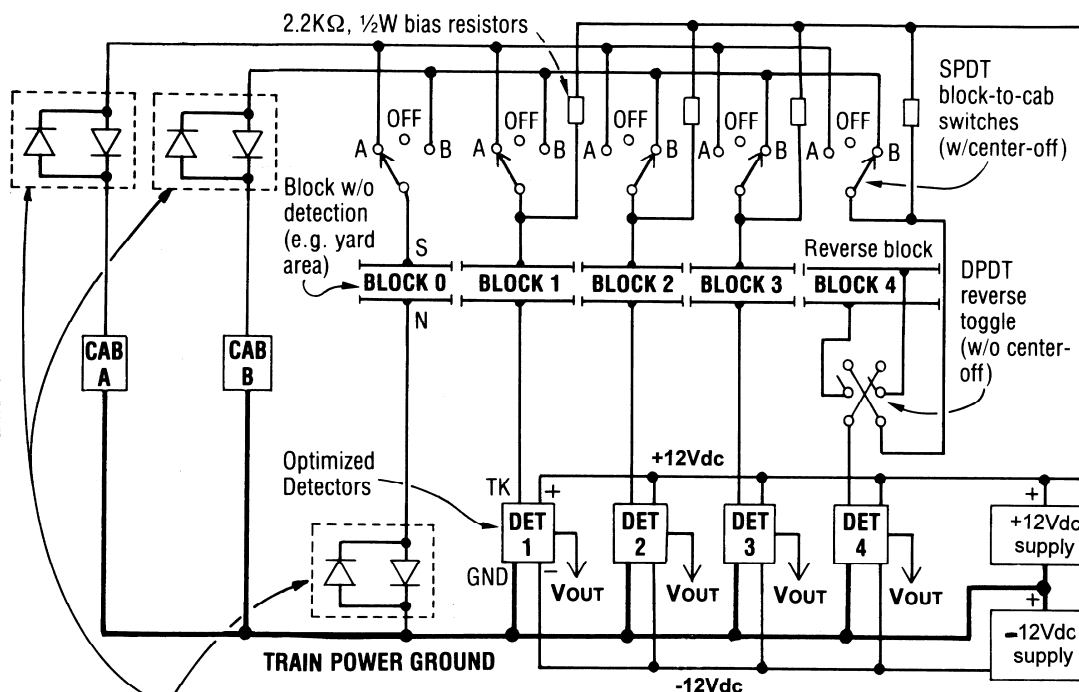 2.2KΩ, ½W bias resistors
SPDT
block-to-cab
switches
(w/center-off)
OFF
OFF
OFF
OFF
OFF
A
B
A
B
A
B
A
B
A
B
Block w/o
detection
(e.g. yard
area)
S
Reverse block
BLOCK 0
BLOCK 1
BLOCK 2
BLOCK 3
BLOCK 4
N
DPDT
reverse
toggle
(w/o center-
off)
CAB
A
CAB
B
Optimized
Detectors
+12Vdc
TK
+
DET
1
DET
2
DET
3
DET
4
+
+12Vdc
supply
GND
–
VOUT
VOUT
VOUT
VOUT
+
-12Vdc
supply
TRAIN POWER GROUND
-12Vdc